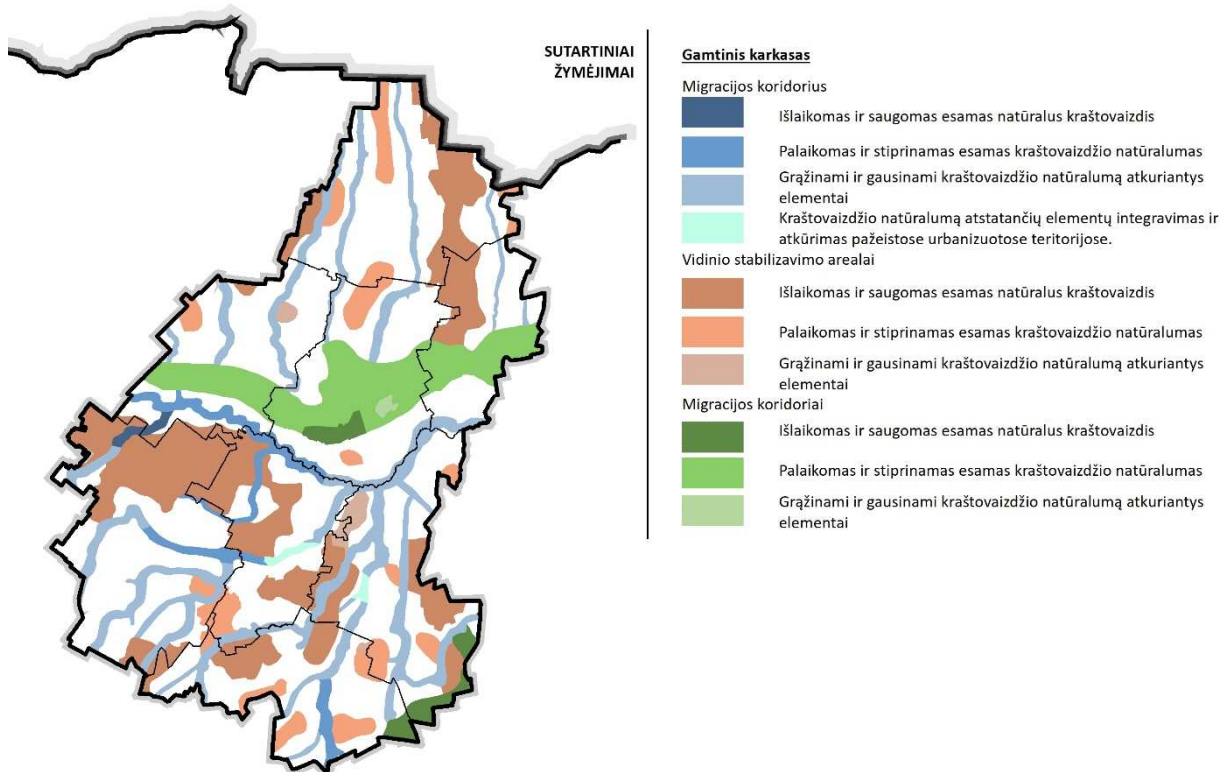 SUTARTINIAI
ŽYMĖJIMAI
Gamtinis karkasas
Migracijos koridorius
Išlaikomas ir saugomas esamas natūralus kraštovaizdis
Palaikomas ir stiprinamas esamas kraštovaizdžio natūralumas
Grąžinami ir gausinami kraštovaizdžio natūralumą atkuriantys
elementai
Kraštovaizdžio natūralumą atstatančių elementų integravimas ir
atkūrimas pažeistose urbanizuotose teritorijose.
Vidinio stabilizavimo arealai
Išlaikomas ir saugomas esamas natūralus kraštovaizdis
Palaikomas ir stiprinamas esamas kraštovaizdžio natūralumas
Grąžinami ir gausinami kraštovaizdžio natūralumą atkuriantys
elementai
Migracijos koridoriai
Išlaikomas ir saugomas esamas natūralus kraštovaizdis
Palaikomas ir stiprinamas esamas kraštovaizdžio natūralumas
Grąžinami ir gausinami kraštovaizdžio natūralumą atkuriantys
elementai